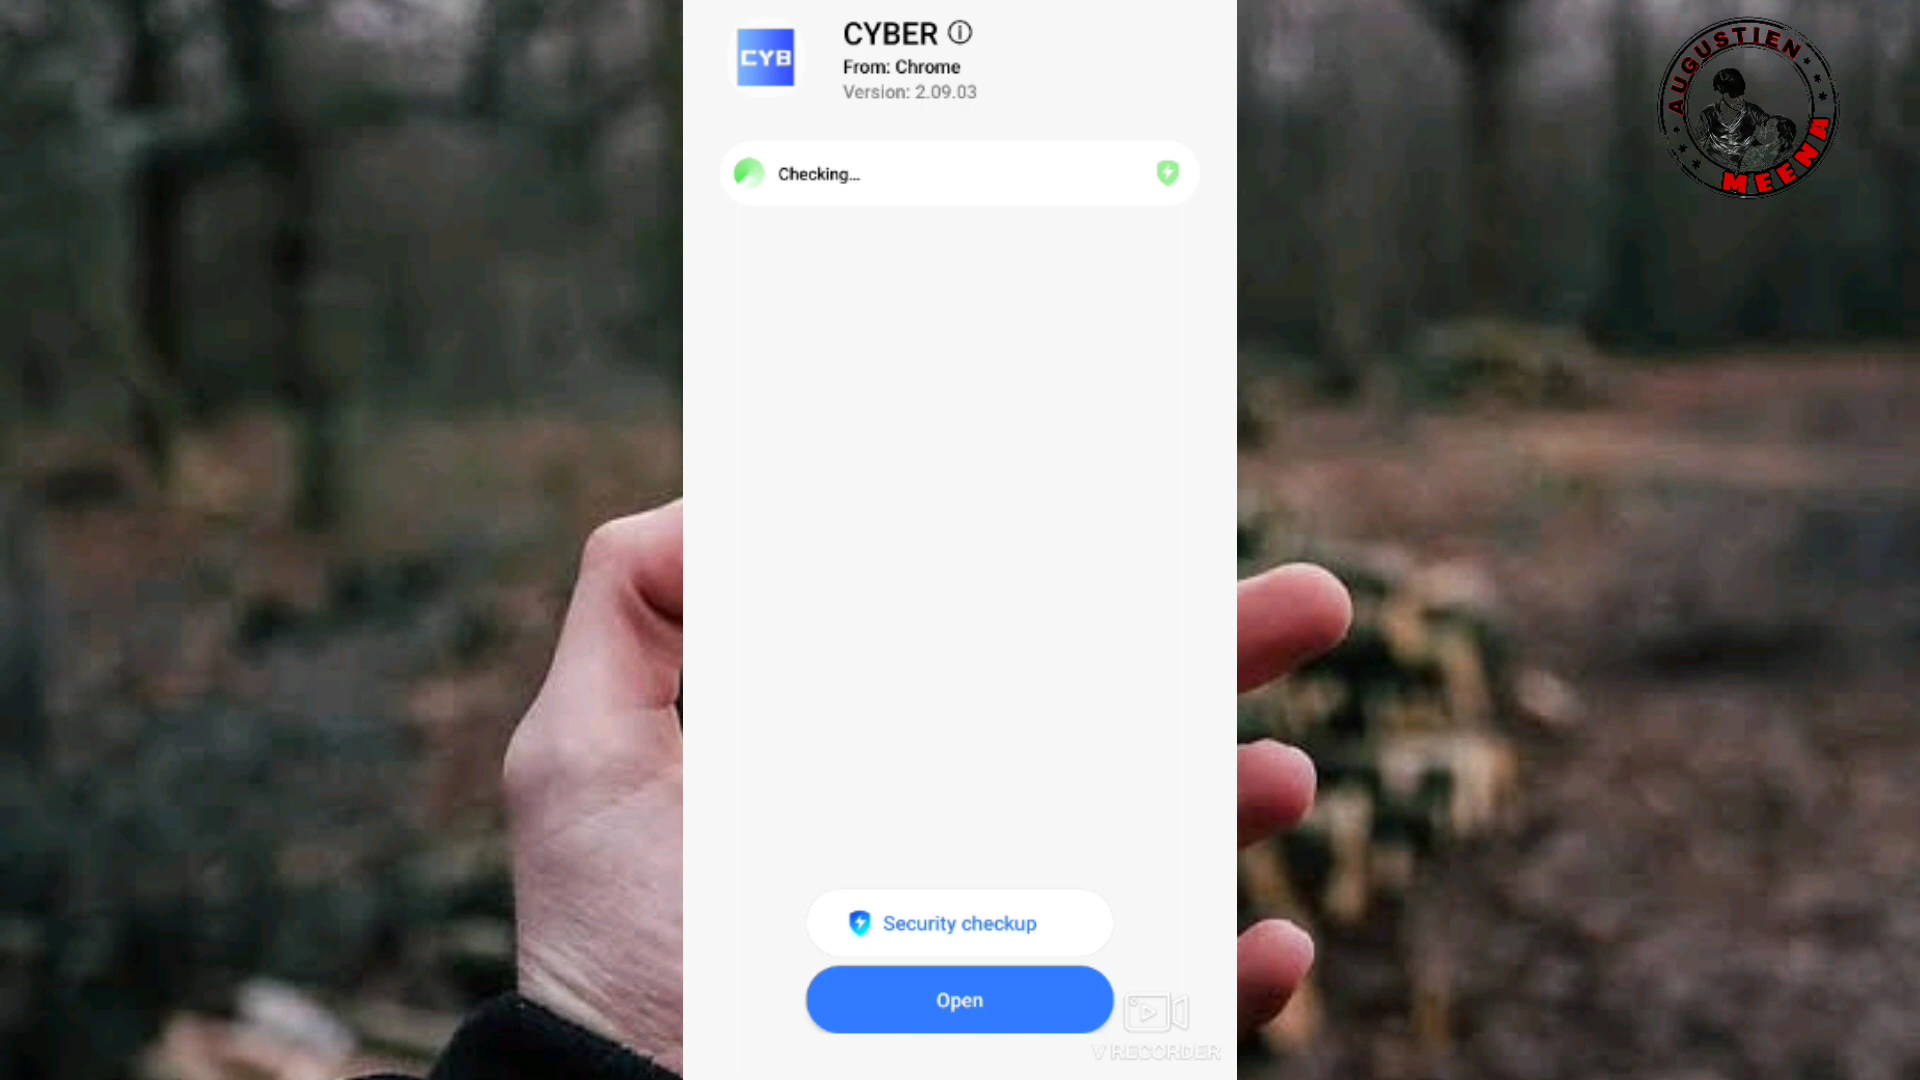 CYBER
From: Chrome
Version: 2.09.03
CYB
Checking...
Security checkup
Open
V RECORDER
AUGUSTIEN
MEENA